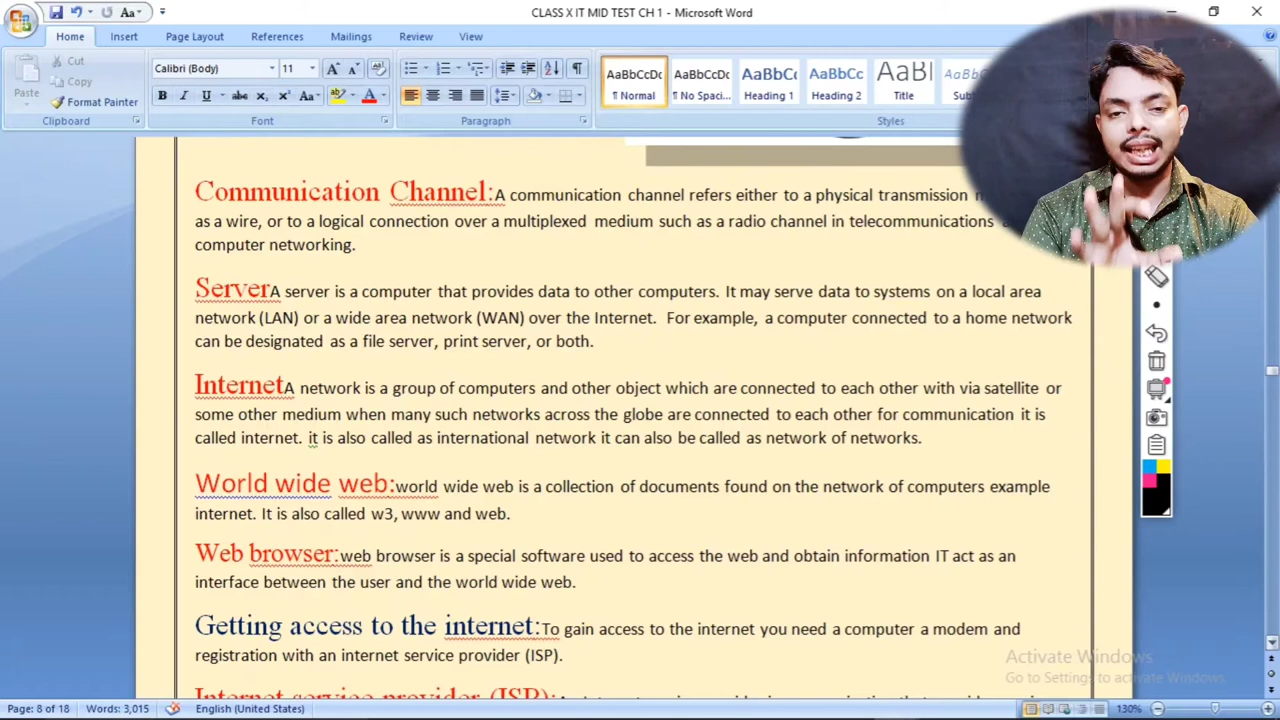 CLASS X IT MID TEST CH 1 - Microsoft Word
Home Insert Page Layout References Mailings Review View
Cut
Copy
Paste
Format Painter
Clipboard
Calibri (Body) 11
Font
Paragraph
AaBbCcDc AaBbCcDc AaBbCc AaBbCc AaBl AaBbCc
¶ Normal ¶ No Spaci... Heading 1 Heading 2 Title
Styles
Communication Channel:A communication channel refers either to a physical transmission
as a wire, or to a logical connection over a multiplexed medium such as a radio channel in telecommunications
computer networking.
ServerA server is a computer that provides data to other computers. It may serve data to systems on a local area
network (LAN) or a wide area network (WAN) over the Internet. For example, a computer connected to a home network
can be designated as a file server, print server, or both.
InternetA network is a group of computers and other object which are connected to each other with via satellite or
some other medium when many such networks across the globe are connected to each other for communication it is
called internet. it is also called as international network it can also be called as network of networks.
World wide web:world wide web is a collection of documents found on the network of computers example
internet. It is also called w3, www and web.
Web browser:web browser is a special software used to access the web and obtain information IT act as an
interface between the user and the world wide web.
Getting access to the internet:To gain access to the internet you need a computer a modem and
registration with an internet service provider (ISP).
Internet service provider (ISP):
Activate Windows
Go to Settings to activate Windows.
Page: 8 of 18 Words: 3,015 English (United States) 130%